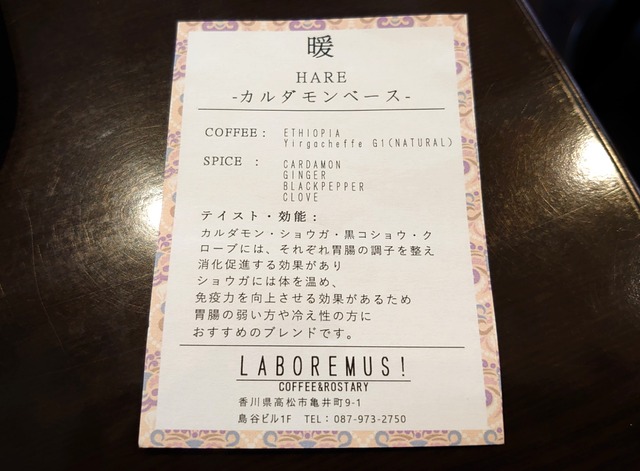 暖
HARE
-カルダモンベース-
COFFEE： ETHIOPIA
Yirgacheffe G1(NATURAL)
SPICE ： CARDAMON
GINGER
BLACKPEPPER
CLOVE
テイスト・効能：
カルダモン・ショウガ・黒コショウ・ク
ローブには、それぞれ胃腸の調子を整え
消化促進する効果があり
ショウガには体を温め、
免疫力を向上させる効果があるため
胃腸の弱い方や冷え性の方に
おすすめのブレンドです。
LABOREMUS!
COFFEE&ROSTARY
香川県高松市亀井町9-1
島谷ビル1F TEL：087-973-2750